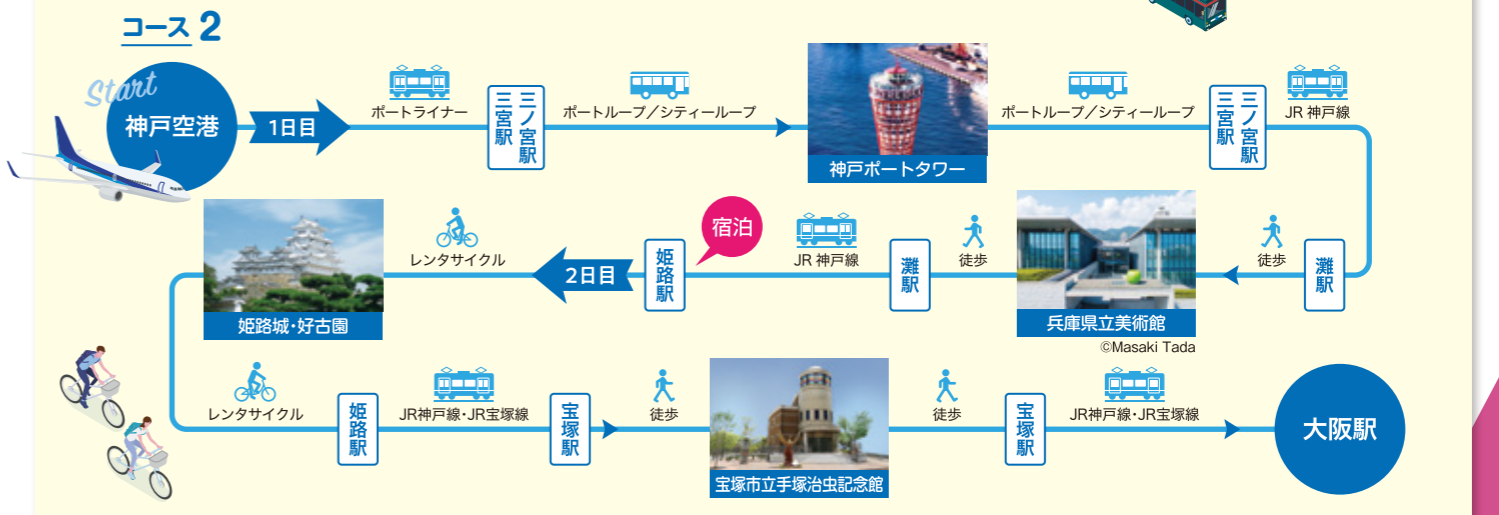 コース 2
Start
神戸空港
1日目
ポートライナー
三ノ宮駅
三宮駅
ポートループ／シティーループ
神戸ポートタワー
ポートループ／シティーループ
三ノ宮駅
三宮駅
JR 神戸線
灘駅
徒歩
兵庫県立美術館
©Masaki Tada
徒歩
灘駅
JR 神戸線
宿泊
姫路駅
2日目
レンタサイクル
姫路城・好古園
レンタサイクル
姫路駅
JR神戸線・JR宝塚線
宝塚駅
徒歩
宝塚市立手塚治虫記念館
徒歩
宝塚駅
JR神戸線・JR宝塚線
大阪駅